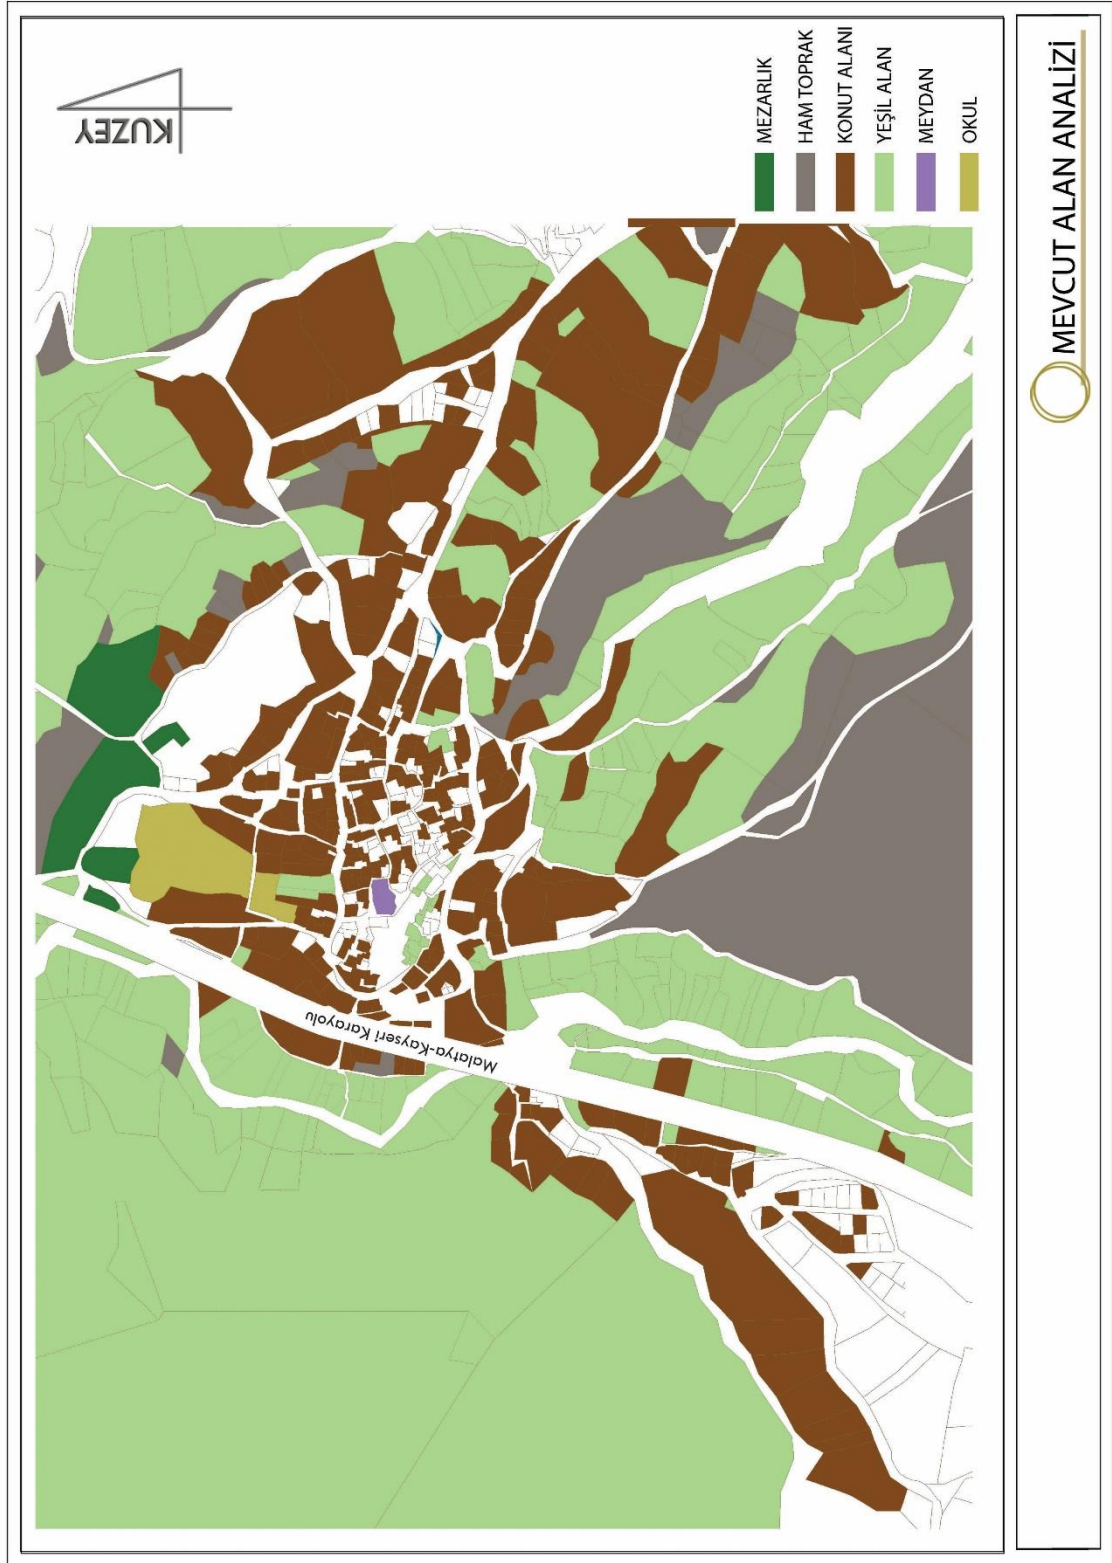 KUZEY
MEZARLIK
HAM TOPRAK
KONUT ALANI
YEŞİL ALAN
MEYDAN
OKUL
Malatya-Kayseri Karayolu
MEVCUT ALAN ANALİZİ